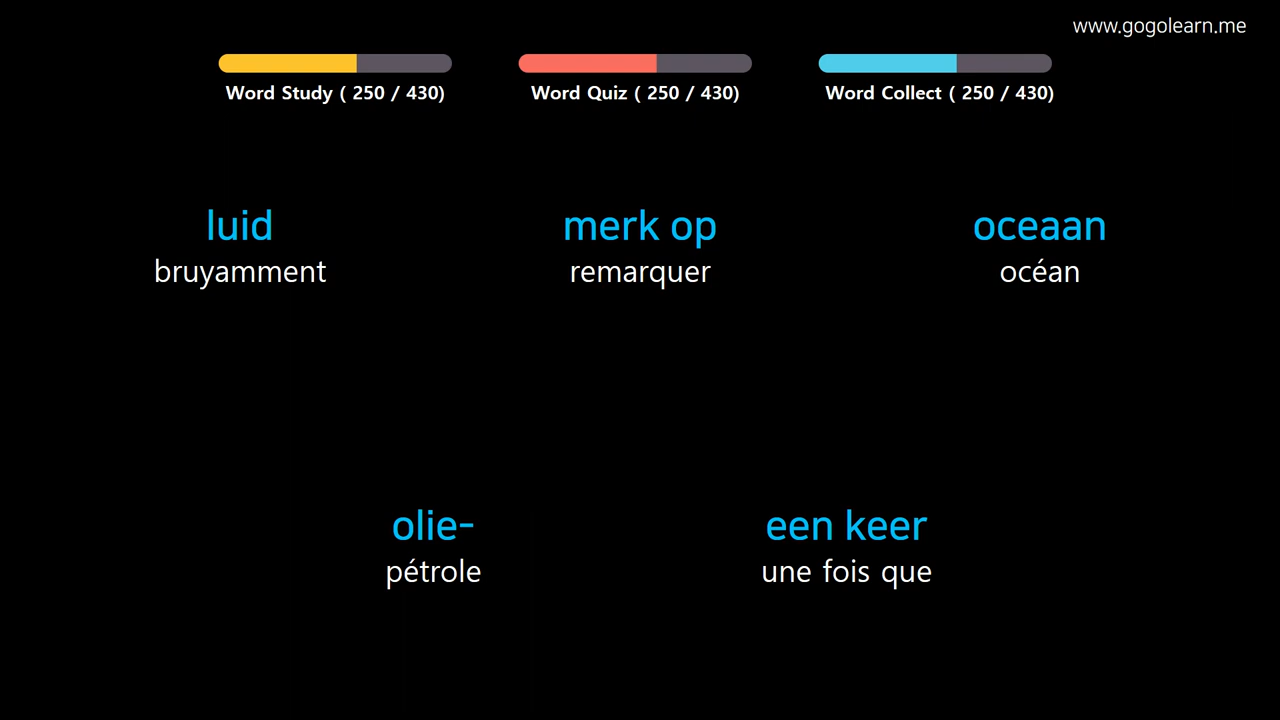 www.gogolearn.me
Word Study ( 250 / 430)
Word Quiz ( 250 / 430)
Word Collect ( 250 / 430)
luid
bruyamment
merk op
remarquer
oceaan
océan
olie-
pétrole
een keer
une fois que